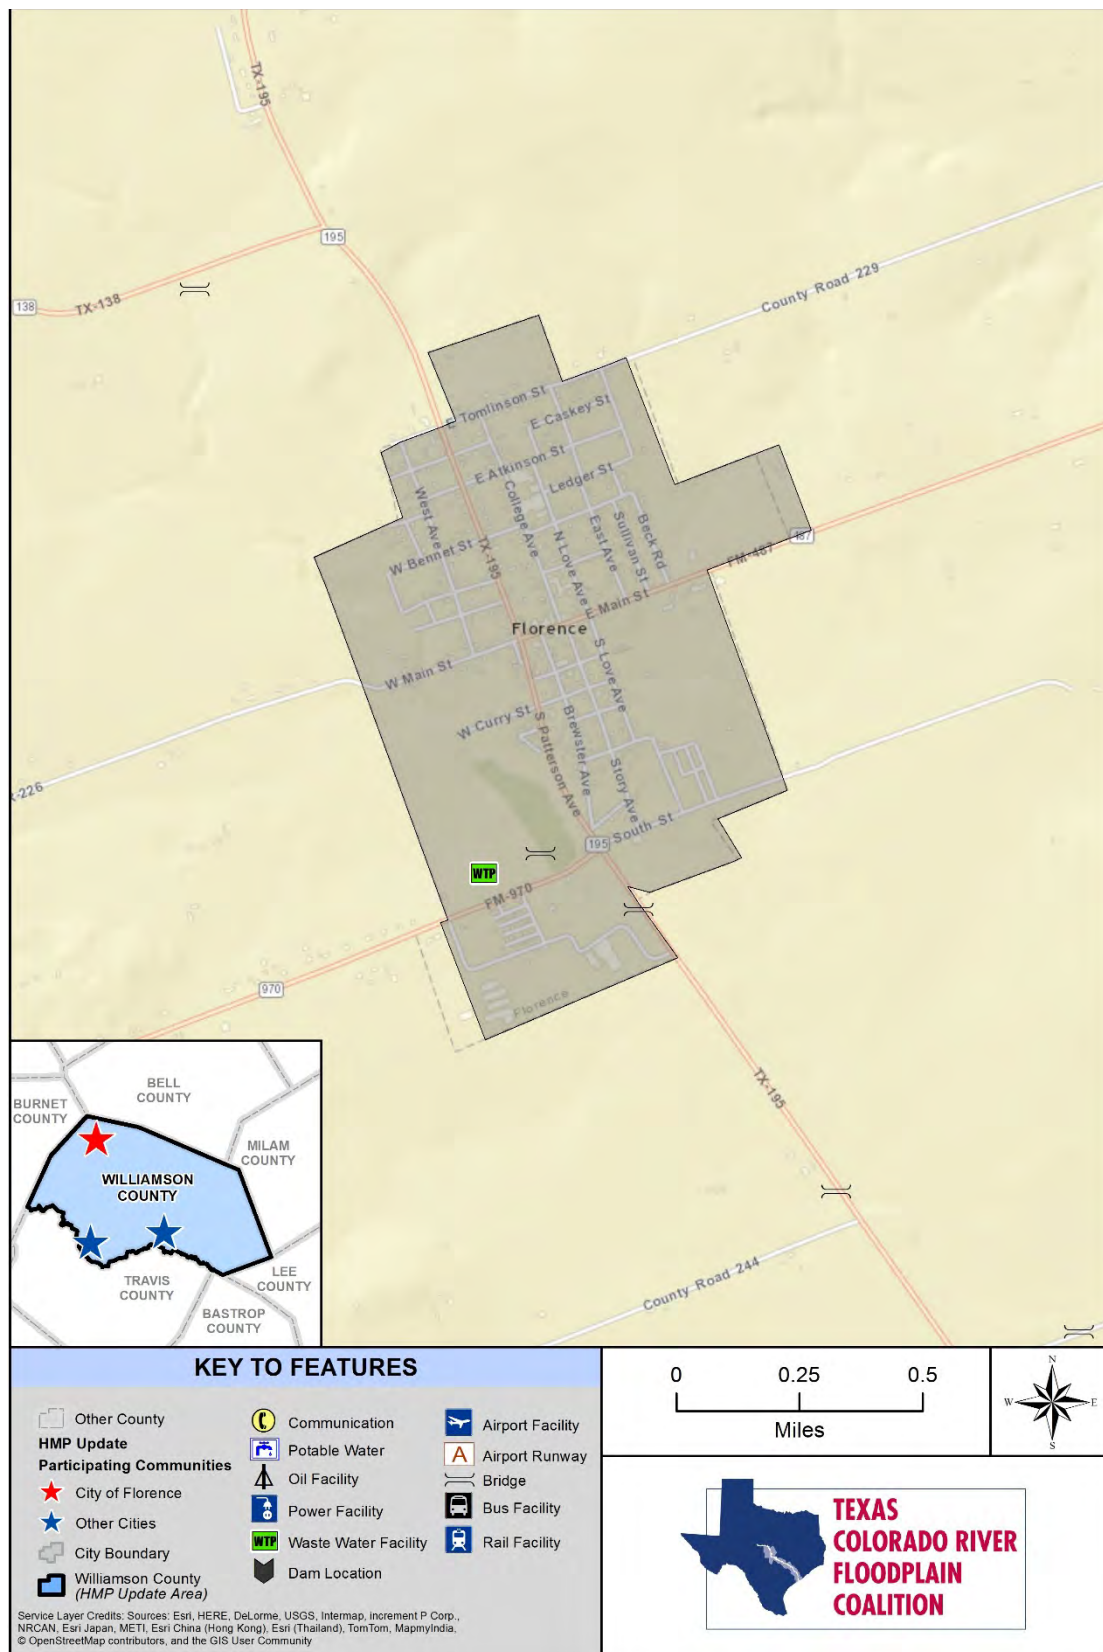 TX-195
195
138
TX-138
County Road 229
E Tomlinson St
E Caskey St
E Atkinson St
Ledger St
West Ave
College Ave
W Bennet St
TX-195
N Love Ave
East Ave
Sullivan St
Beck Rd
FM-487
487
E Main St
Florence
W Main St
S Love Ave
W Curry St
S Patterson Ave
Brewster Ave
Story Ave
South St
195
WTP
FM-970
970
Florence
TX-195
County Road 244
BELL
COUNTY
BURNET
COUNTY
MILAM
COUNTY
WILLIAMSON
COUNTY
TRAVIS
COUNTY
LEE
COUNTY
BASTROP
COUNTY
KEY TO FEATURES
Other County
HMP Update
Participating Communities
City of Florence
Other Cities
City Boundary
Williamson County
(HMP Update Area)
Communication
Potable Water
Oil Facility
Power Facility
WTP Waste Water Facility
Dam Location
Airport Facility
A Airport Runway
Bridge
Bus Facility
Rail Facility
Service Layer Credits: Sources: Esri, HERE, DeLorme, USGS, Intermap, increment P Corp.,
NRCAN, Esri Japan, METI, Esri China (Hong Kong), Esri (Thailand), TomTom, MapmyIndia,
© OpenStreetMap contributors, and the GIS User Community
0 0.25 0.5
Miles
N
W E
S
TEXAS
COLORADO RIVER
FLOODPLAIN
COALITION